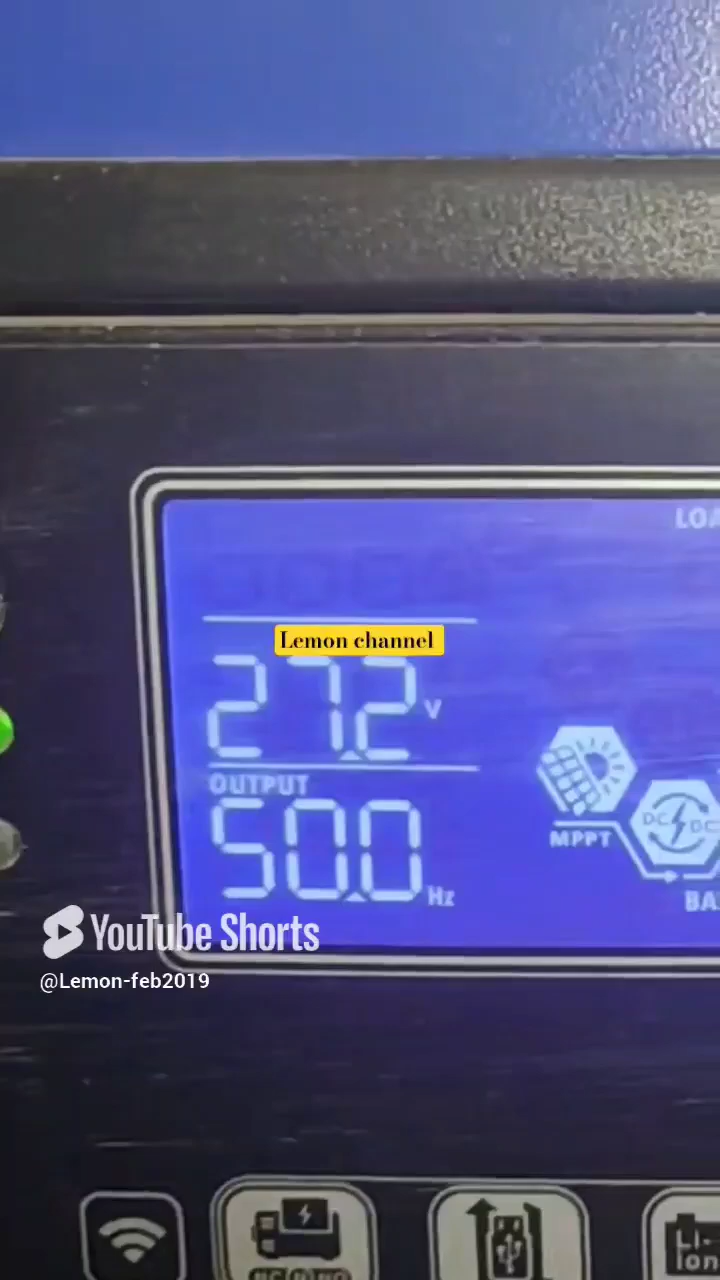 LOA
Lemon channel
27.2 V
OUTPUT
50.0 Hz
MPPT
DC DC
BA
YouTube Shorts
@Lemon-feb2019
Li-
Ion